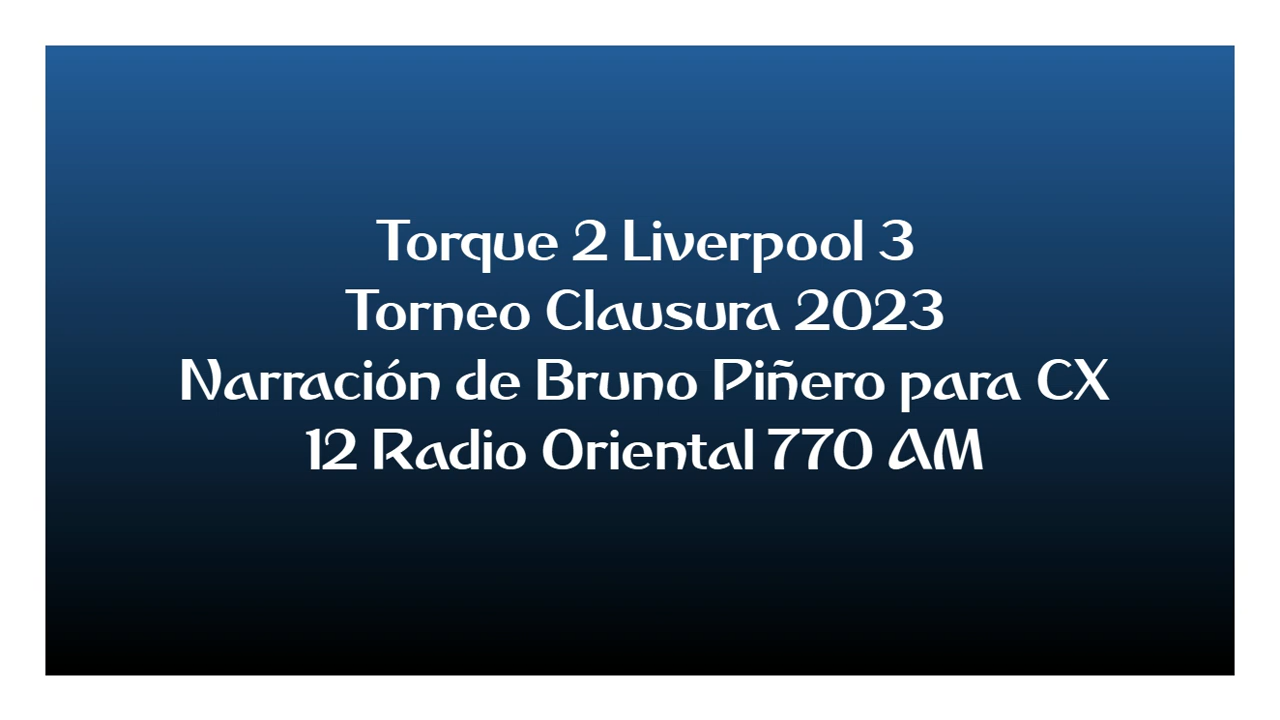 Torque 2 Liverpool 3
Torneo Clausura 2023
Narración de Bruno Piñero para CX
12 Radio Oriental 770 AM